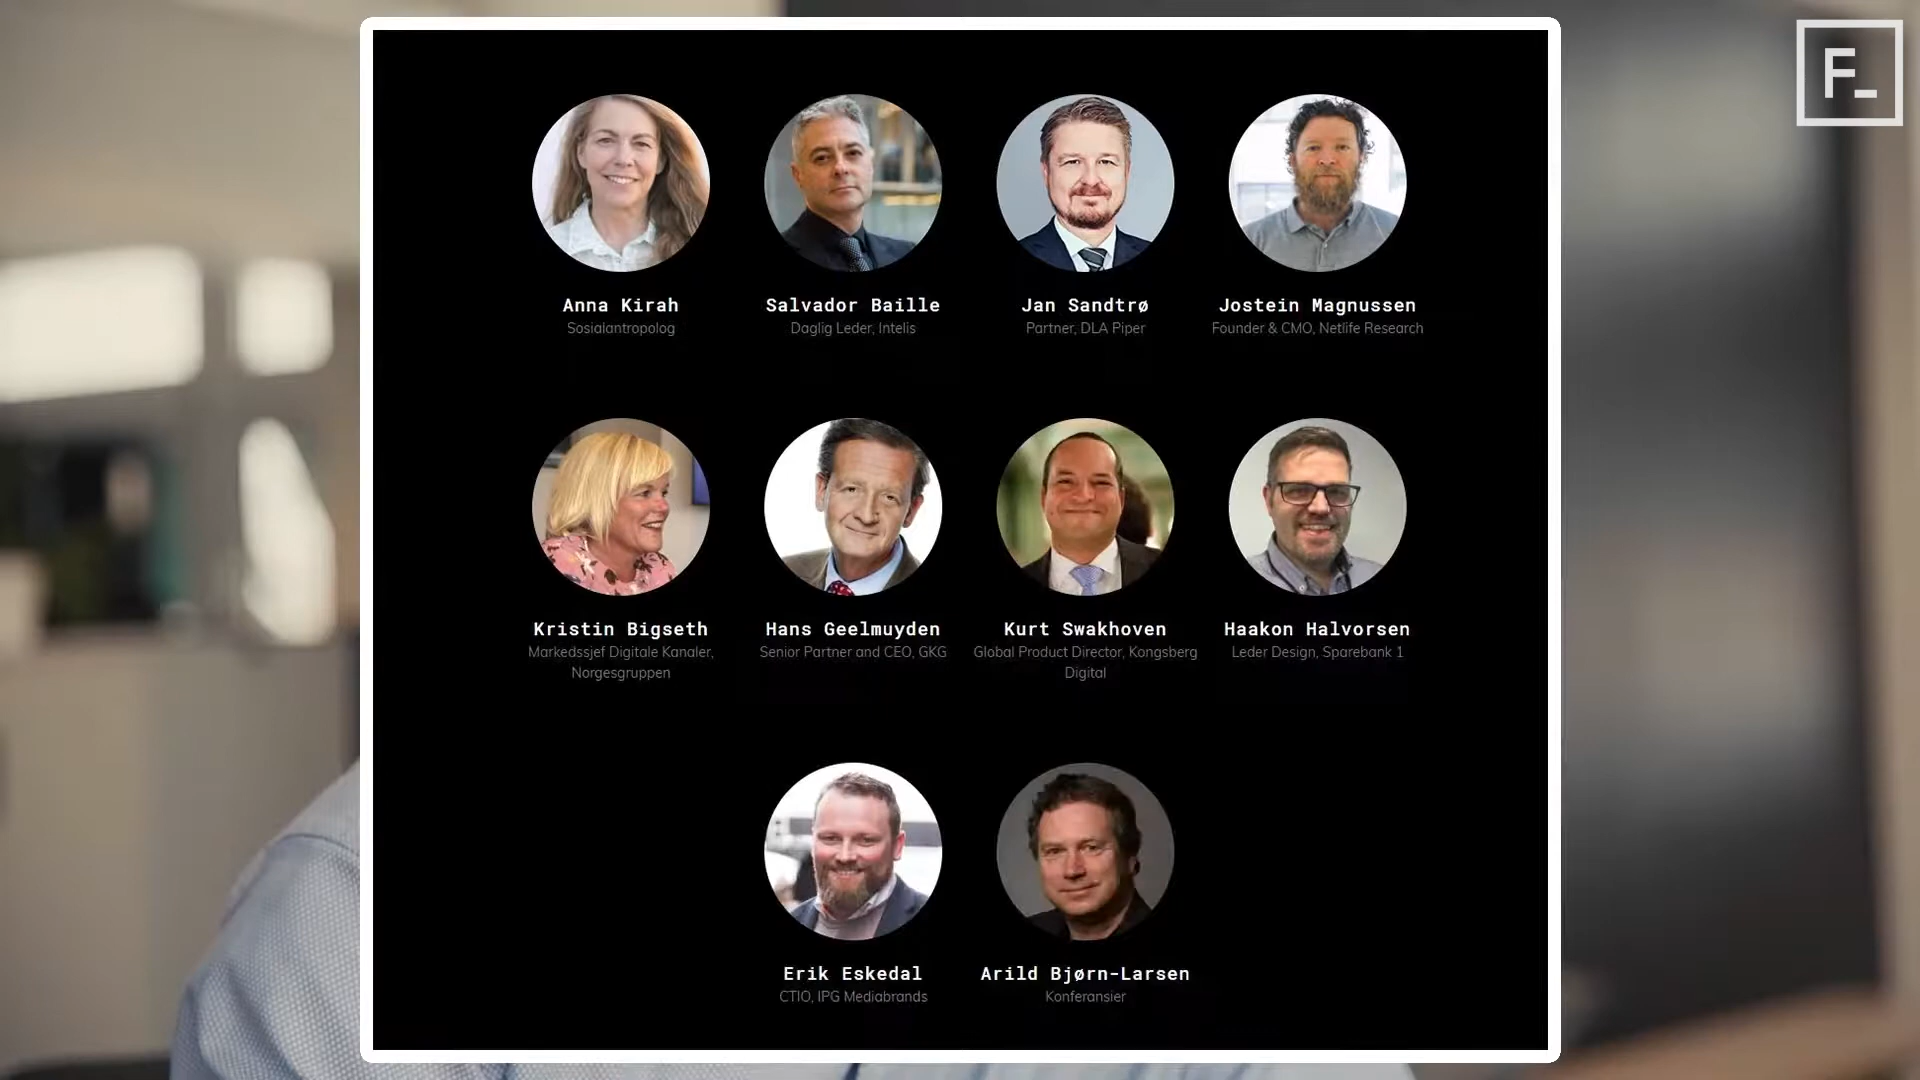 F_
Anna Kirah
Sosialantropolog
Salvador Baille
Daglig Leder, Intelis
Jan Sandtrø
Partner, DLA Piper
Jostein Magnussen
Founder & CMO, Netlife Research
Kristin Bigseth
Markedssjef Digitale Kanaler,
Norgesgruppen
Hans Geelmuyden
Senior Partner and CEO, GKG
Kurt Swakhoven
Global Product Director, Kongsberg
Digital
Haakon Halvorsen
Leder Design, Sparebank 1
Erik Eskedal
CTIO, IPG Mediabrands
Arild Bjørn-Larsen
Konferansier